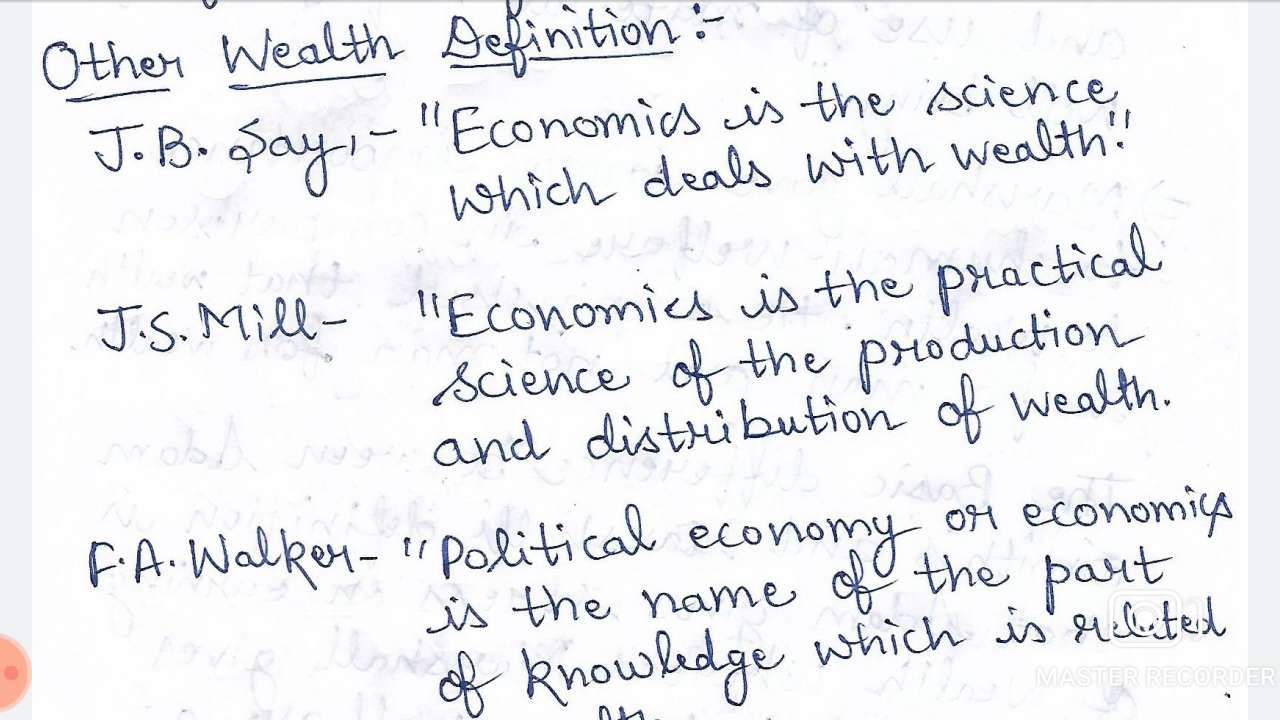 Other Wealth Definition :-
J.B. Say,- "Economics is the science
which deals with wealth".
J.S. Mill- "Economics is the practical
science of the production
and distribution of wealth.
F.A. Walker- "Political economy or economics
is the name of the part
of knowledge which is related
MASTER RECORDER